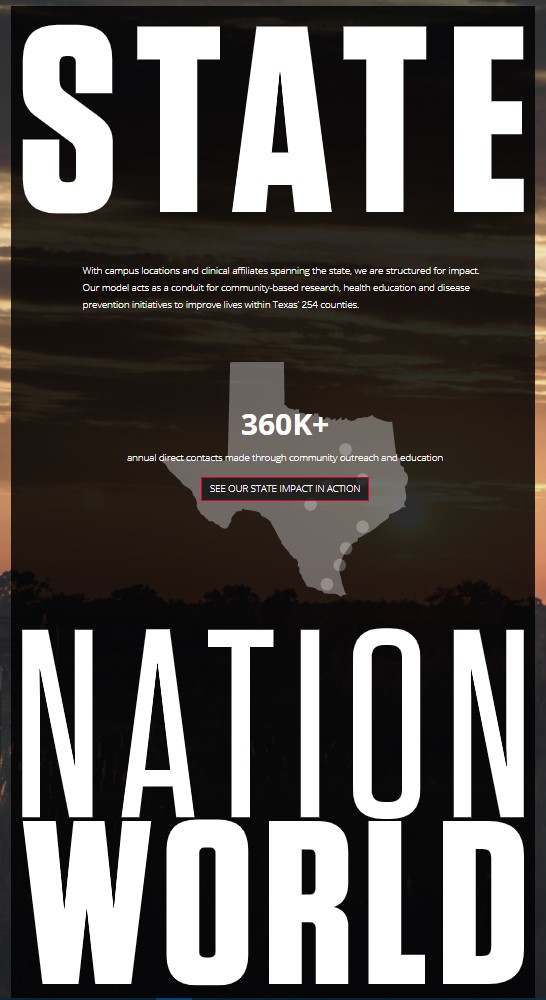 STATE
With campus locations and clinical affiliates spanning the state, we are structured for impact.
Our model acts as a conduit for community-based research, health education and disease
prevention initiatives to improve lives within Texas' 254 counties.
360K+
annual direct contacts made through community outreach and education
SEE OUR STATE IMPACT IN ACTION
NATION
WORLD